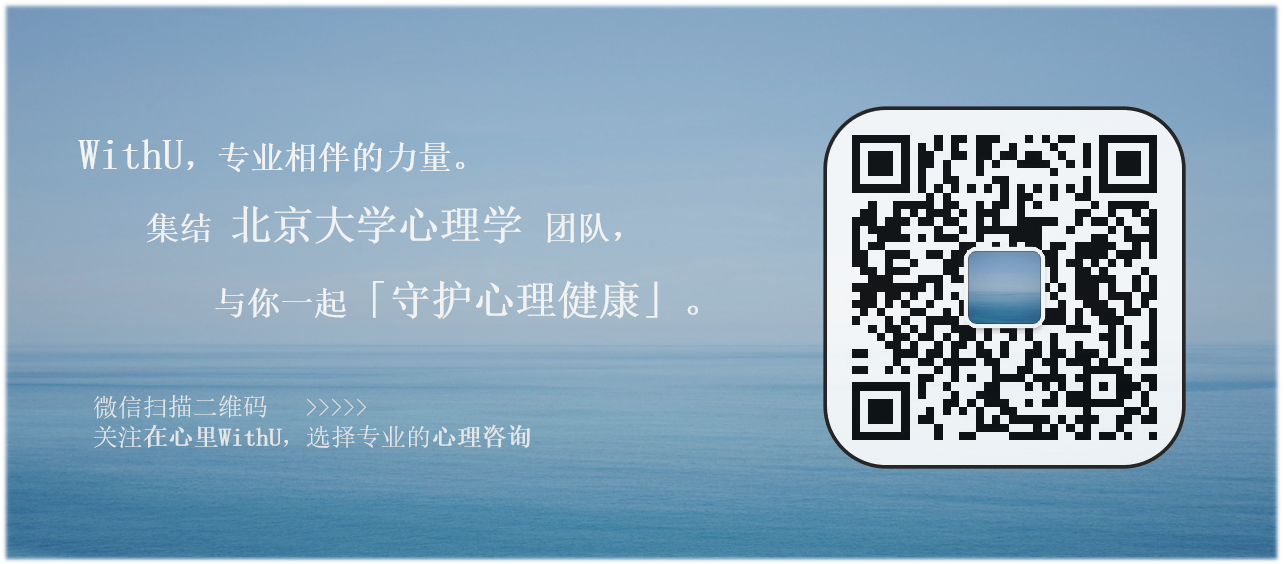 WithU，专业相伴的力量。
集结 北京大学心理学 团队，
与你一起「守护心理健康」。
微信扫描二维码 >>>>>
关注在心里WithU，选择专业的心理咨询